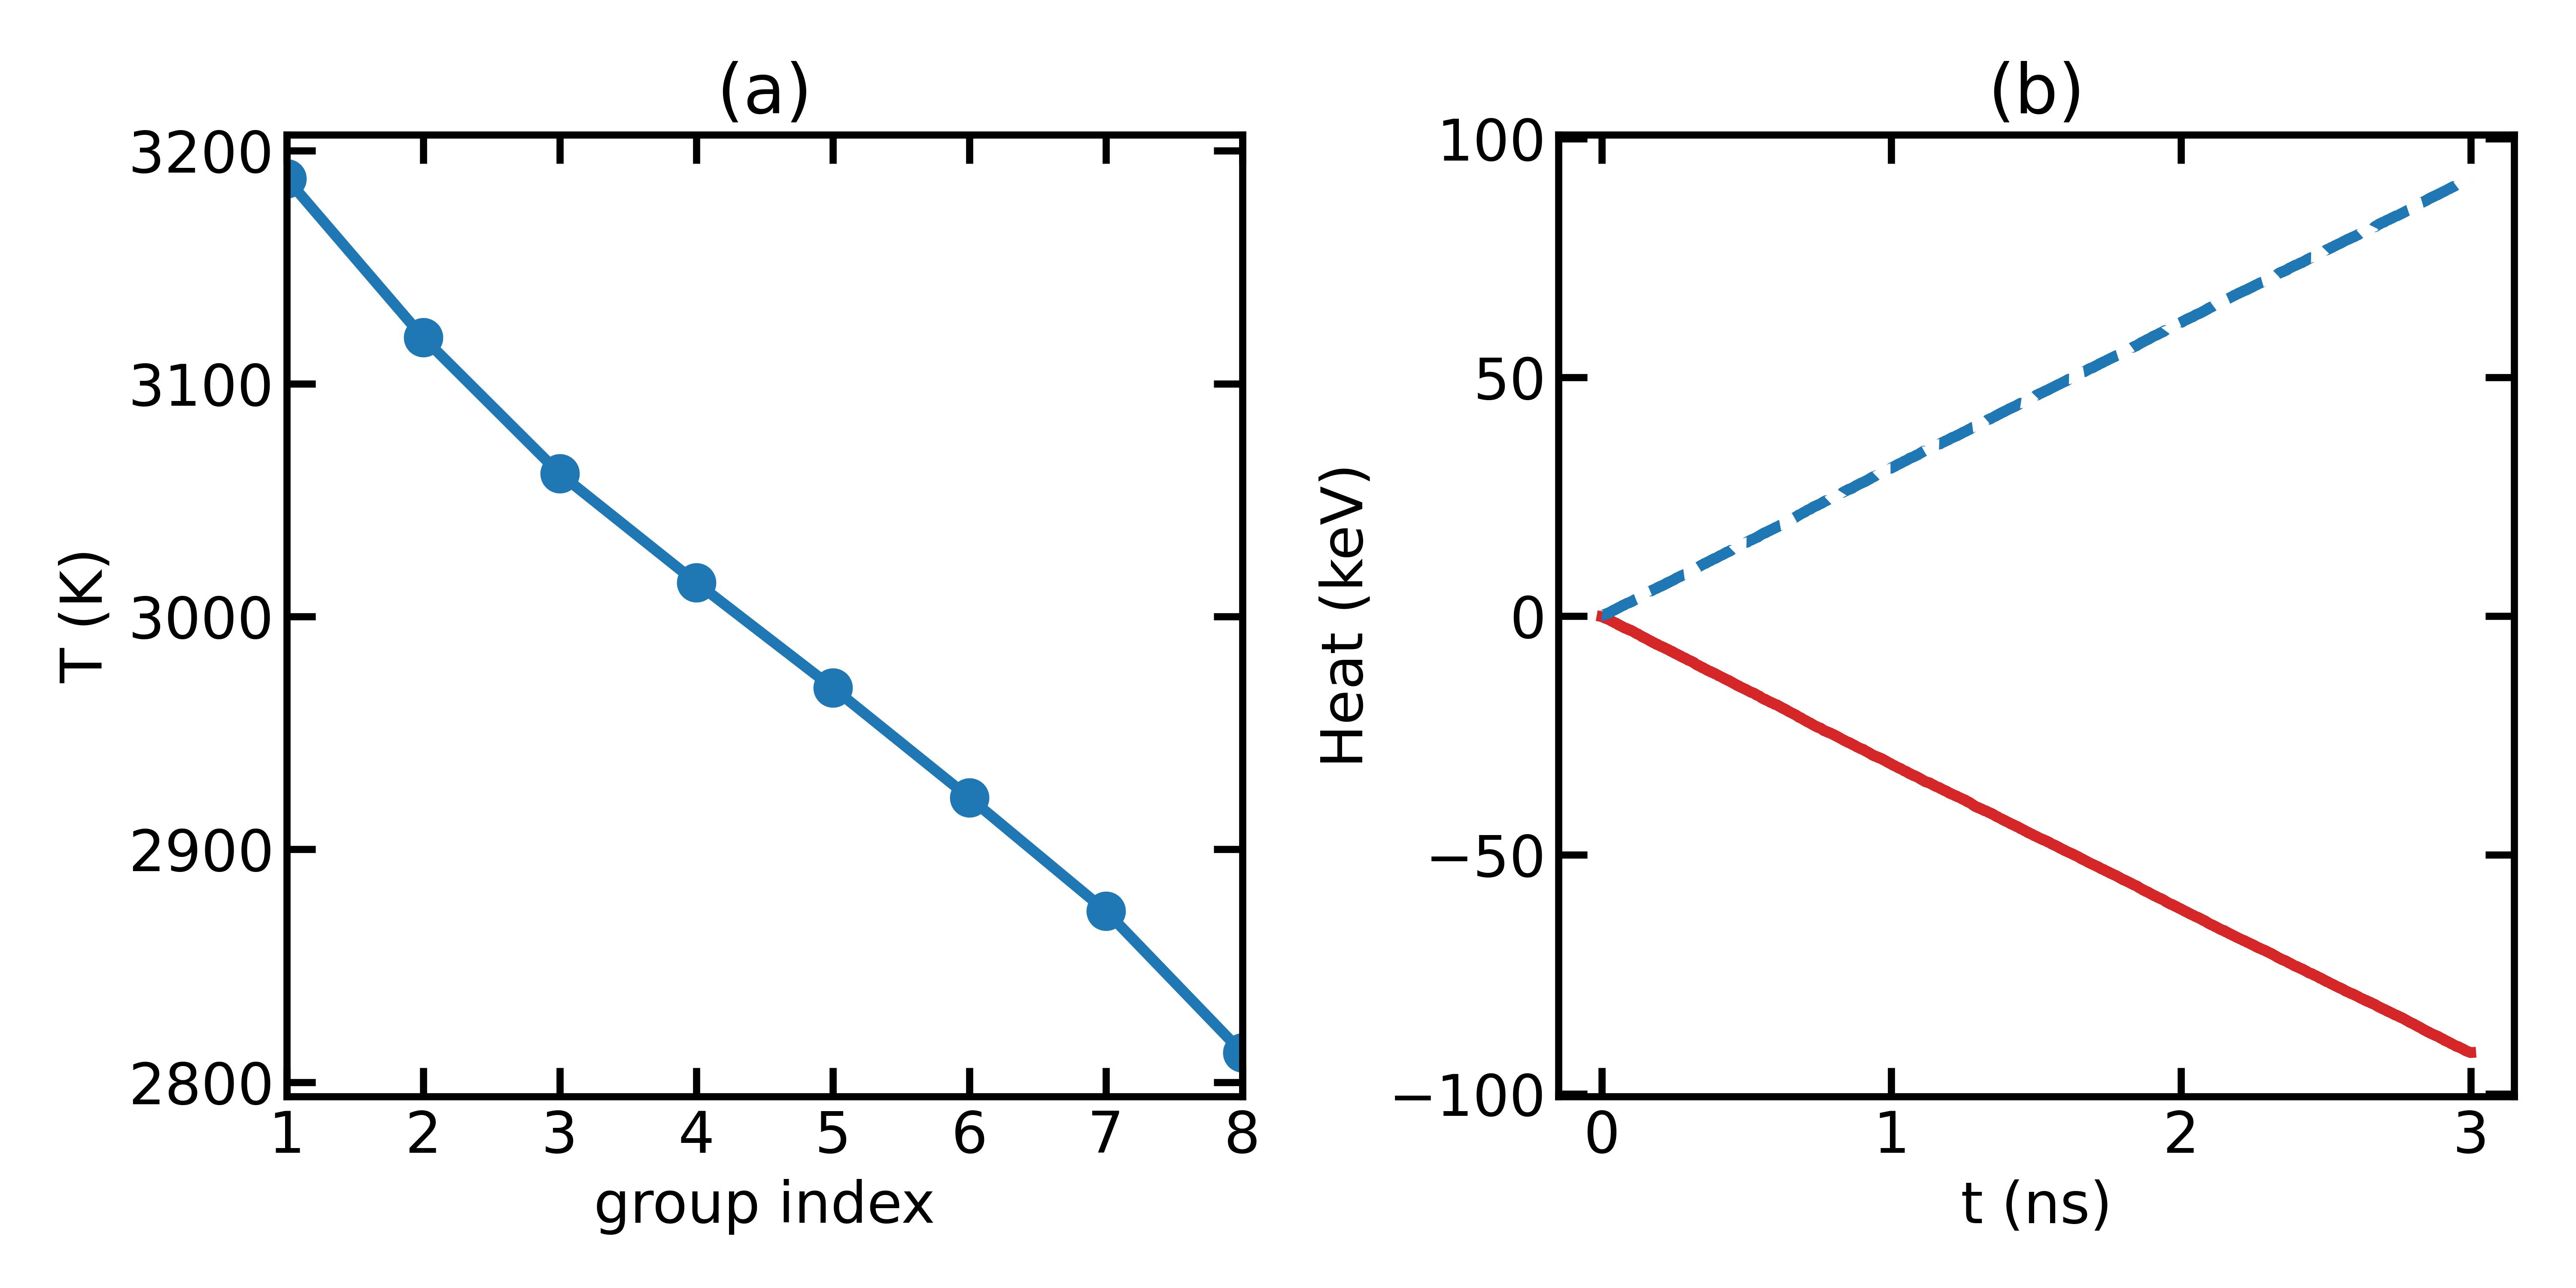 (a)
3200
3100
3000
2900
2800
T (K)
1 2 3 4 5 6 7 8
group index
(b)
100
50
0
−50
−100
Heat (keV)
0 1 2 3
t (ns)